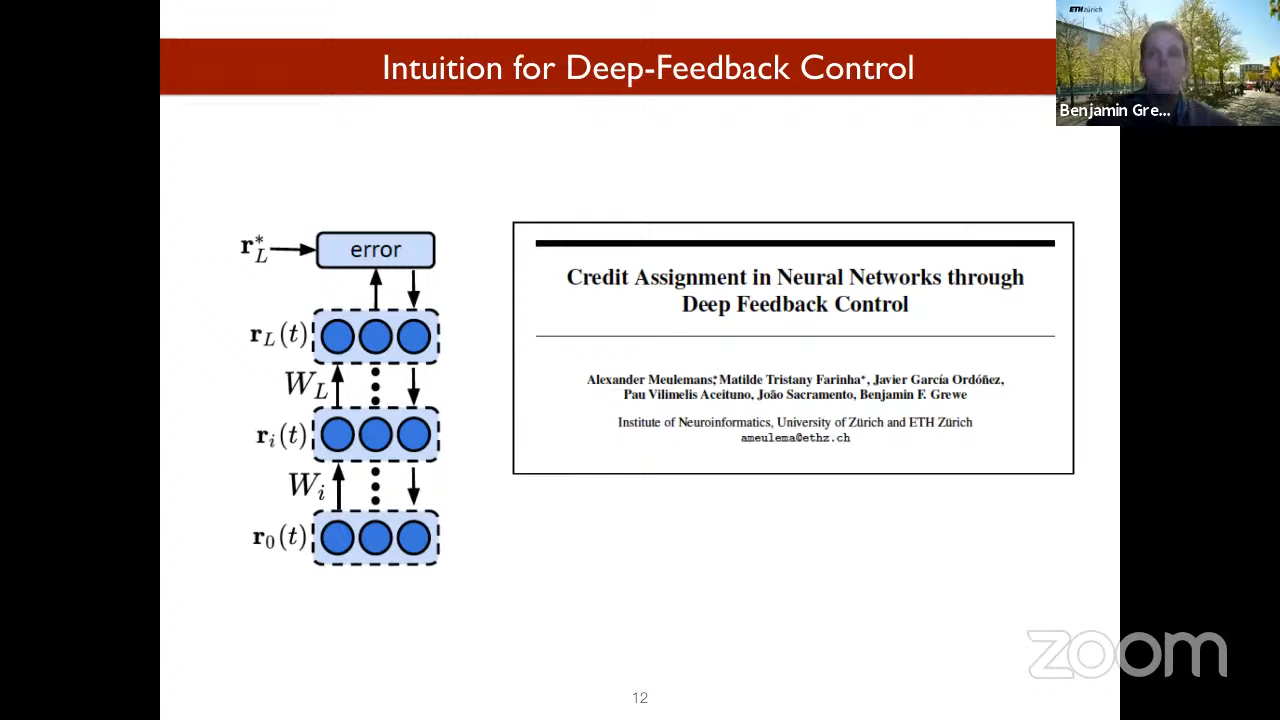 Intuition for Deep-Feedback Control
ETH zürich
Benjamin Gre...
r*L
error
rL(t)
WL
ri(t)
Wi
r0(t)
Credit Assignment in Neural Networks through
Deep Feedback Control
Alexander Meulemans*, Matilde Tristany Farinha*, Javier García Ordóñez,
Pau Vilimelis Aceituno, João Sacramento, Benjamin F. Grewe
Institute of Neuroinformatics, University of Zürich and ETH Zürich
ameulema@ethz.ch
zoom
12